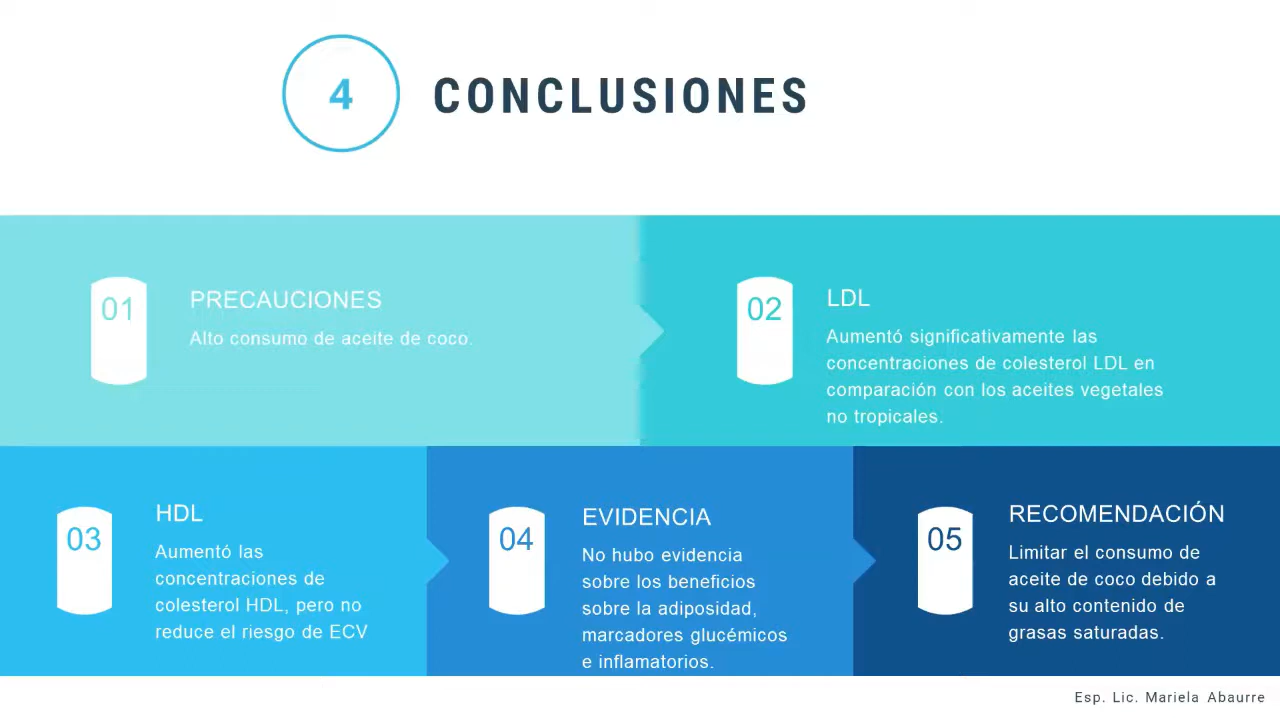 4
CONCLUSIONES
01
PRECAUCIONES
Alto consumo de aceite de coco.
02
LDL
Aumentó significativamente las
concentraciones de colesterol LDL en
comparación con los aceites vegetales
no tropicales.
03
HDL
Aumentó las
concentraciones de
colesterol HDL, pero no
reduce el riesgo de ECV
04
EVIDENCIA
No hubo evidencia
sobre los beneficios
sobre la adiposidad,
marcadores glucémicos
e inflamatorios.
05
RECOMENDACIÓN
Limitar el consumo de
aceite de coco debido a
su alto contenido de
grasas saturadas.
Esp. Lic. Mariela Abaurre